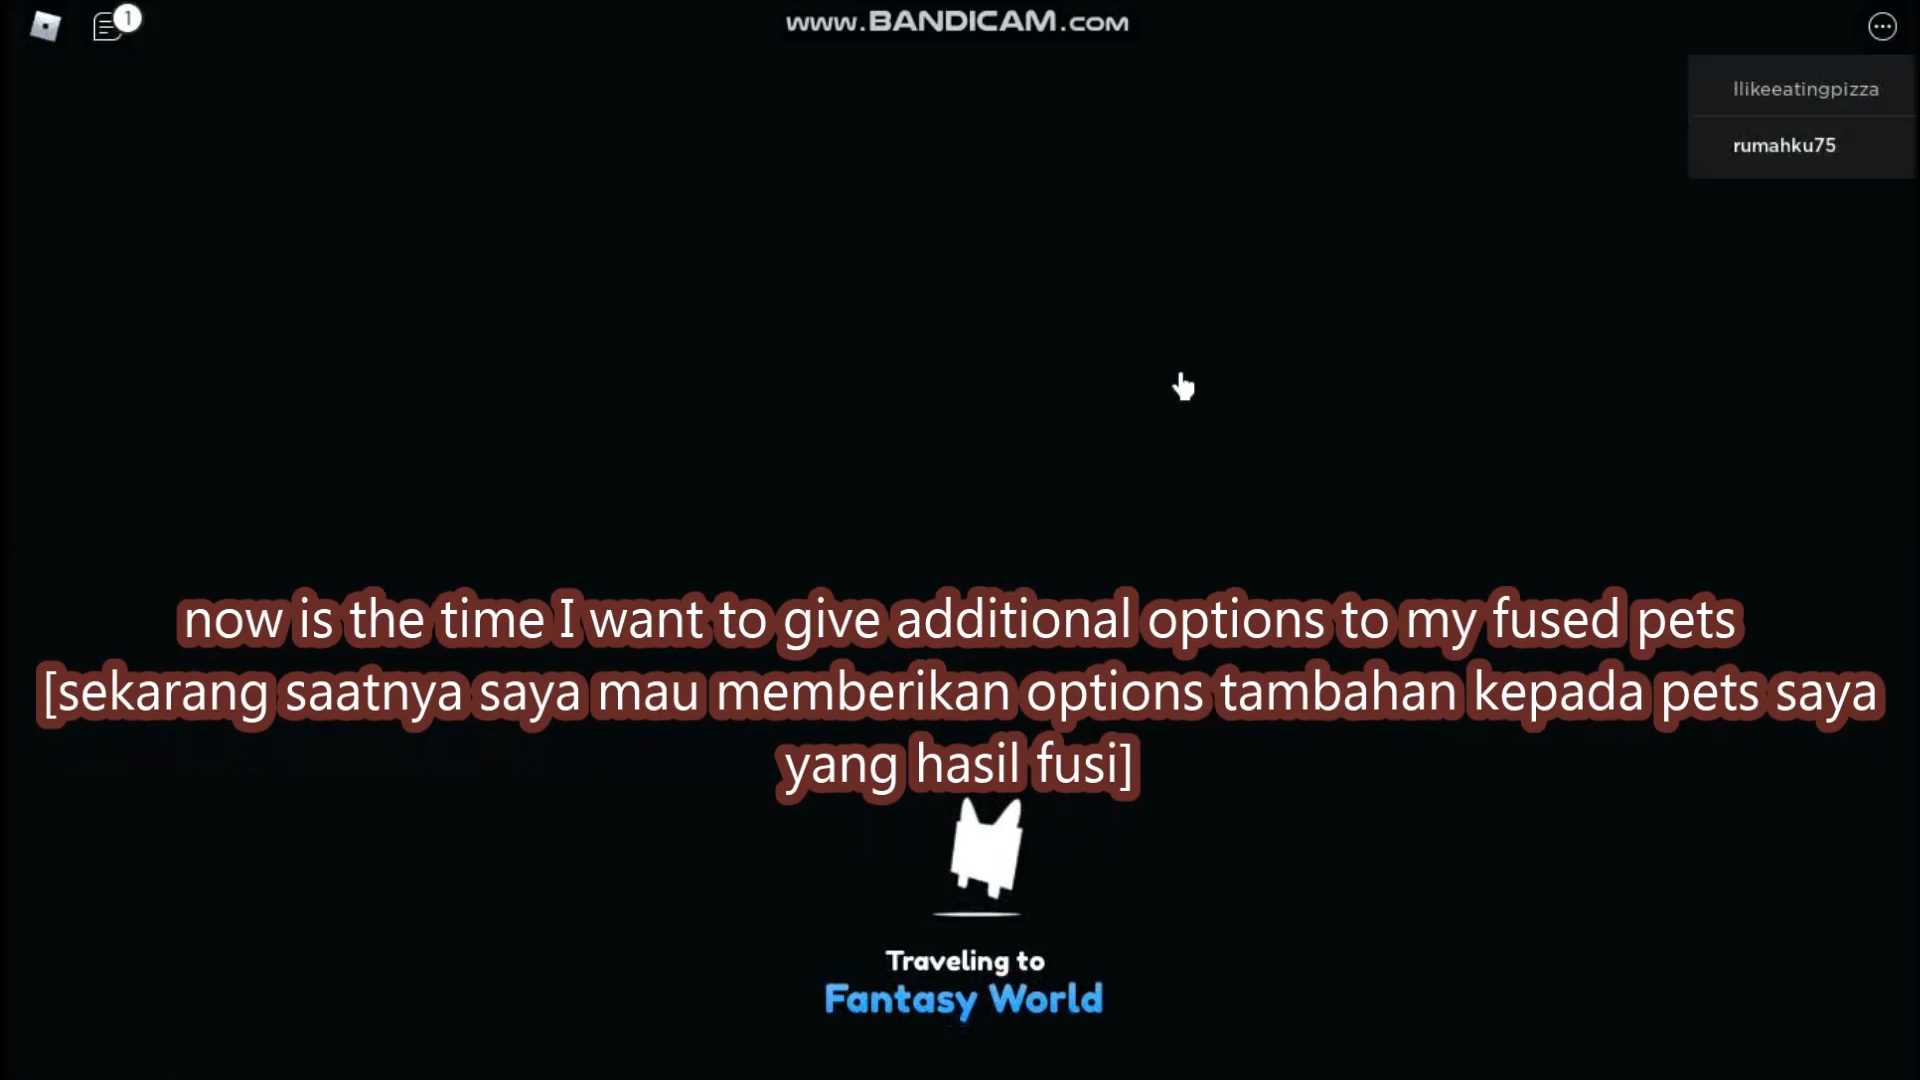 1
www.BANDICAM.com
llikeeatingpizza
rumahku75
now is the time I want to give additional options to my fused pets
[sekarang saatnya saya mau memberikan options tambahan kepada pets saya
yang hasil fusi]
Traveling to
Fantasy World